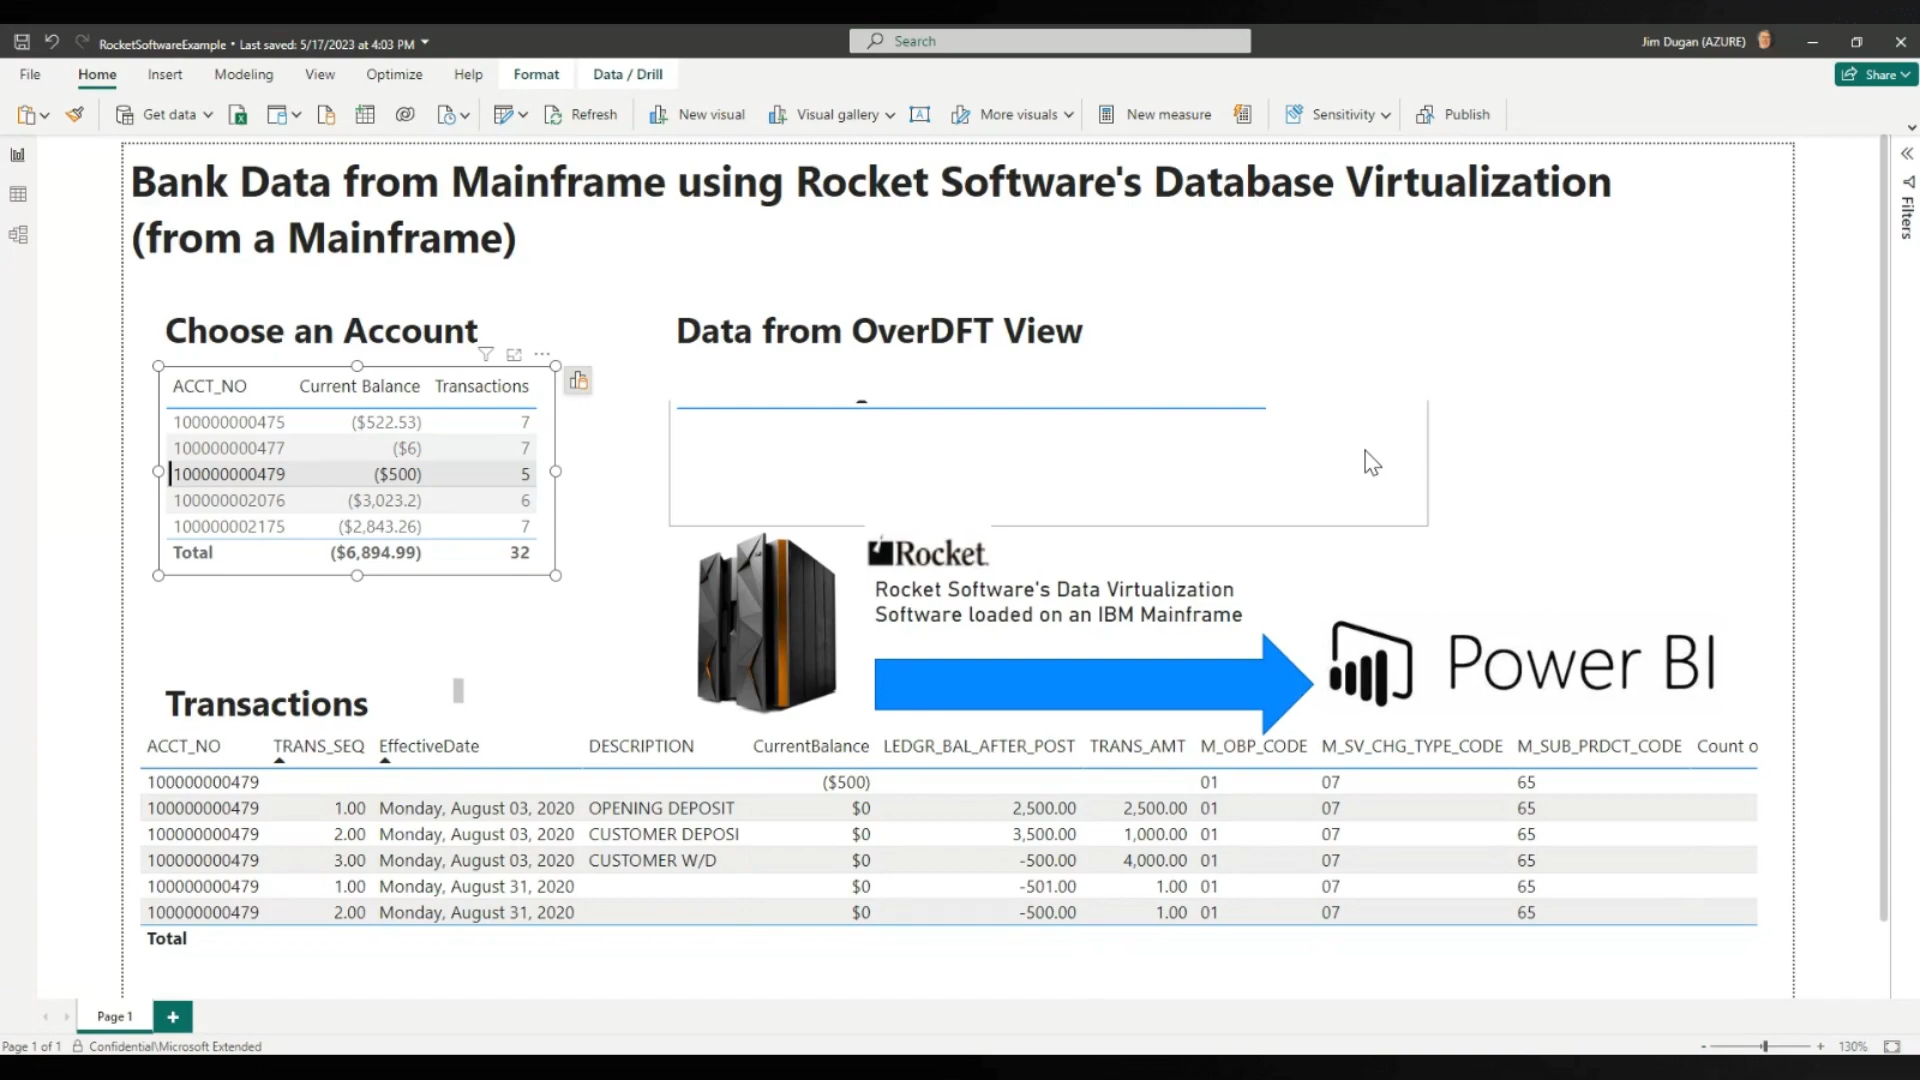 RocketSoftwareExample • Last saved: 5/17/2023 at 4:03 PM
Search
Jim Dugan (AZURE)
File Home Insert Modeling View Optimize Help Format Data / Drill
Share
Get data
Refresh
New visual
Visual gallery
More visuals
New measure
Sensitivity
Publish
Filters
Bank Data from Mainframe using Rocket Software's Database Virtualization
(from a Mainframe)
Choose an Account
Data from OverDFT View
ACCT_NO Current Balance Transactions
100000000475 ($522.53) 7
100000000477 ($6) 7
100000000479 ($500) 5
100000002076 ($3,023.2) 6
100000002175 ($2,843.26) 7
Total ($6,894.99) 32
Rocket.
Rocket Software's Data Virtualization
Software loaded on an IBM Mainframe
Power BI
Transactions
ACCT_NO TRANS_SEQ EffectiveDate DESCRIPTION CurrentBalance LEDGR_BAL_AFTER_POST TRANS_AMT M_OBP_CODE M_SV_CHG_TYPE_CODE M_SUB_PRDCT_CODE Count o
100000000479 ($500) 01 07 65
100000000479 1.00 Monday, August 03, 2020 OPENING DEPOSIT $0 2,500.00 2,500.00 01 07 65
100000000479 2.00 Monday, August 03, 2020 CUSTOMER DEPOSI $0 3,500.00 1,000.00 01 07 65
100000000479 3.00 Monday, August 03, 2020 CUSTOMER W/D $0 -500.00 4,000.00 01 07 65
100000000479 1.00 Monday, August 31, 2020 $0 -501.00 1.00 01 07 65
100000000479 2.00 Monday, August 31, 2020 $0 -500.00 1.00 01 07 65
Total
Page 1
Page 1 of 1 Confidential\Microsoft Extended
130%